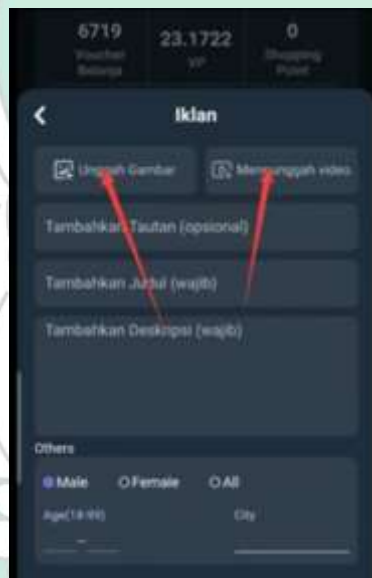 6719
23.1722
0
Voucher
Belanja
VP
Shopping
Point
Iklan
Unggah Gambar
Mengunggah video
Tambahkan Tautan (opsional)
Tambahkan Judul (wajib)
Tambahkan Deskripsi (wajib)
Others
Male
Female
All
Age(18-99)
City